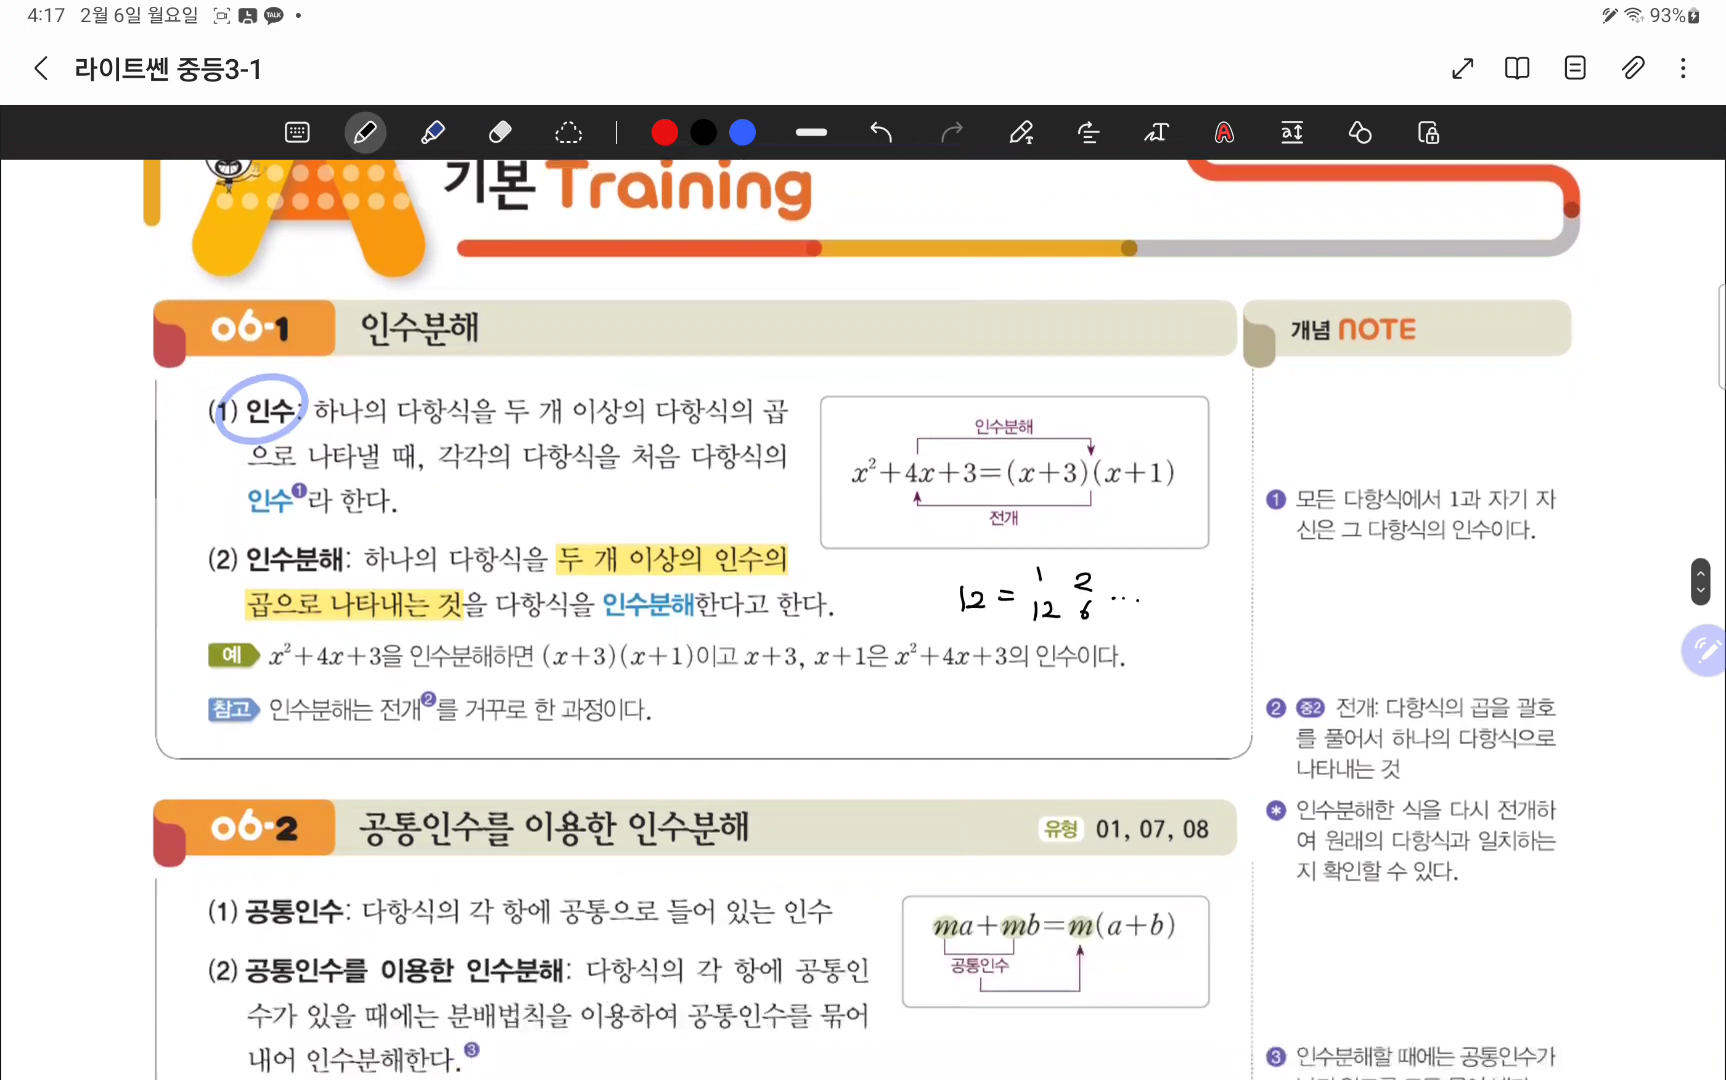 4:17 2월 6일 월요일 TALK • 93%
라이트쎈 중등3-1
기본 Training
06-1 인수분해
개념 NOTE
(1) 인수: 하나의 다항식을 두 개 이상의 다항식의 곱
으로 나타낼 때, 각각의 다항식을 처음 다항식의
인수❶라 한다.
인수분해
x²+4x+3=(x+3)(x+1)
전개
(2) 인수분해: 하나의 다항식을 두 개 이상의 인수의
곱으로 나타내는 것을 다항식을 인수분해한다고 한다.
1 2
12 = ...
12 6
예 x²+4x+3을 인수분해하면 (x+3)(x+1)이고 x+3, x+1은 x²+4x+3의 인수이다.
참고 인수분해는 전개❷를 거꾸로 한 과정이다.
❶ 모든 다항식에서 1과 자기 자
신은 그 다항식의 인수이다.
❷ 중2 전개: 다항식의 곱을 괄호
를 풀어서 하나의 다항식으로
나타내는 것
* 인수분해한 식을 다시 전개하
여 원래의 다항식과 일치하는
지 확인할 수 있다.
06-2 공통인수를 이용한 인수분해 유형 01, 07, 08
(1) 공통인수: 다항식의 각 항에 공통으로 들어 있는 인수
(2) 공통인수를 이용한 인수분해: 다항식의 각 항에 공통인
수가 있을 때에는 분배법칙을 이용하여 공통인수를 묶어
내어 인수분해한다.❸
ma+mb=m(a+b)
공통인수
❸ 인수분해할 때에는 공통인수가